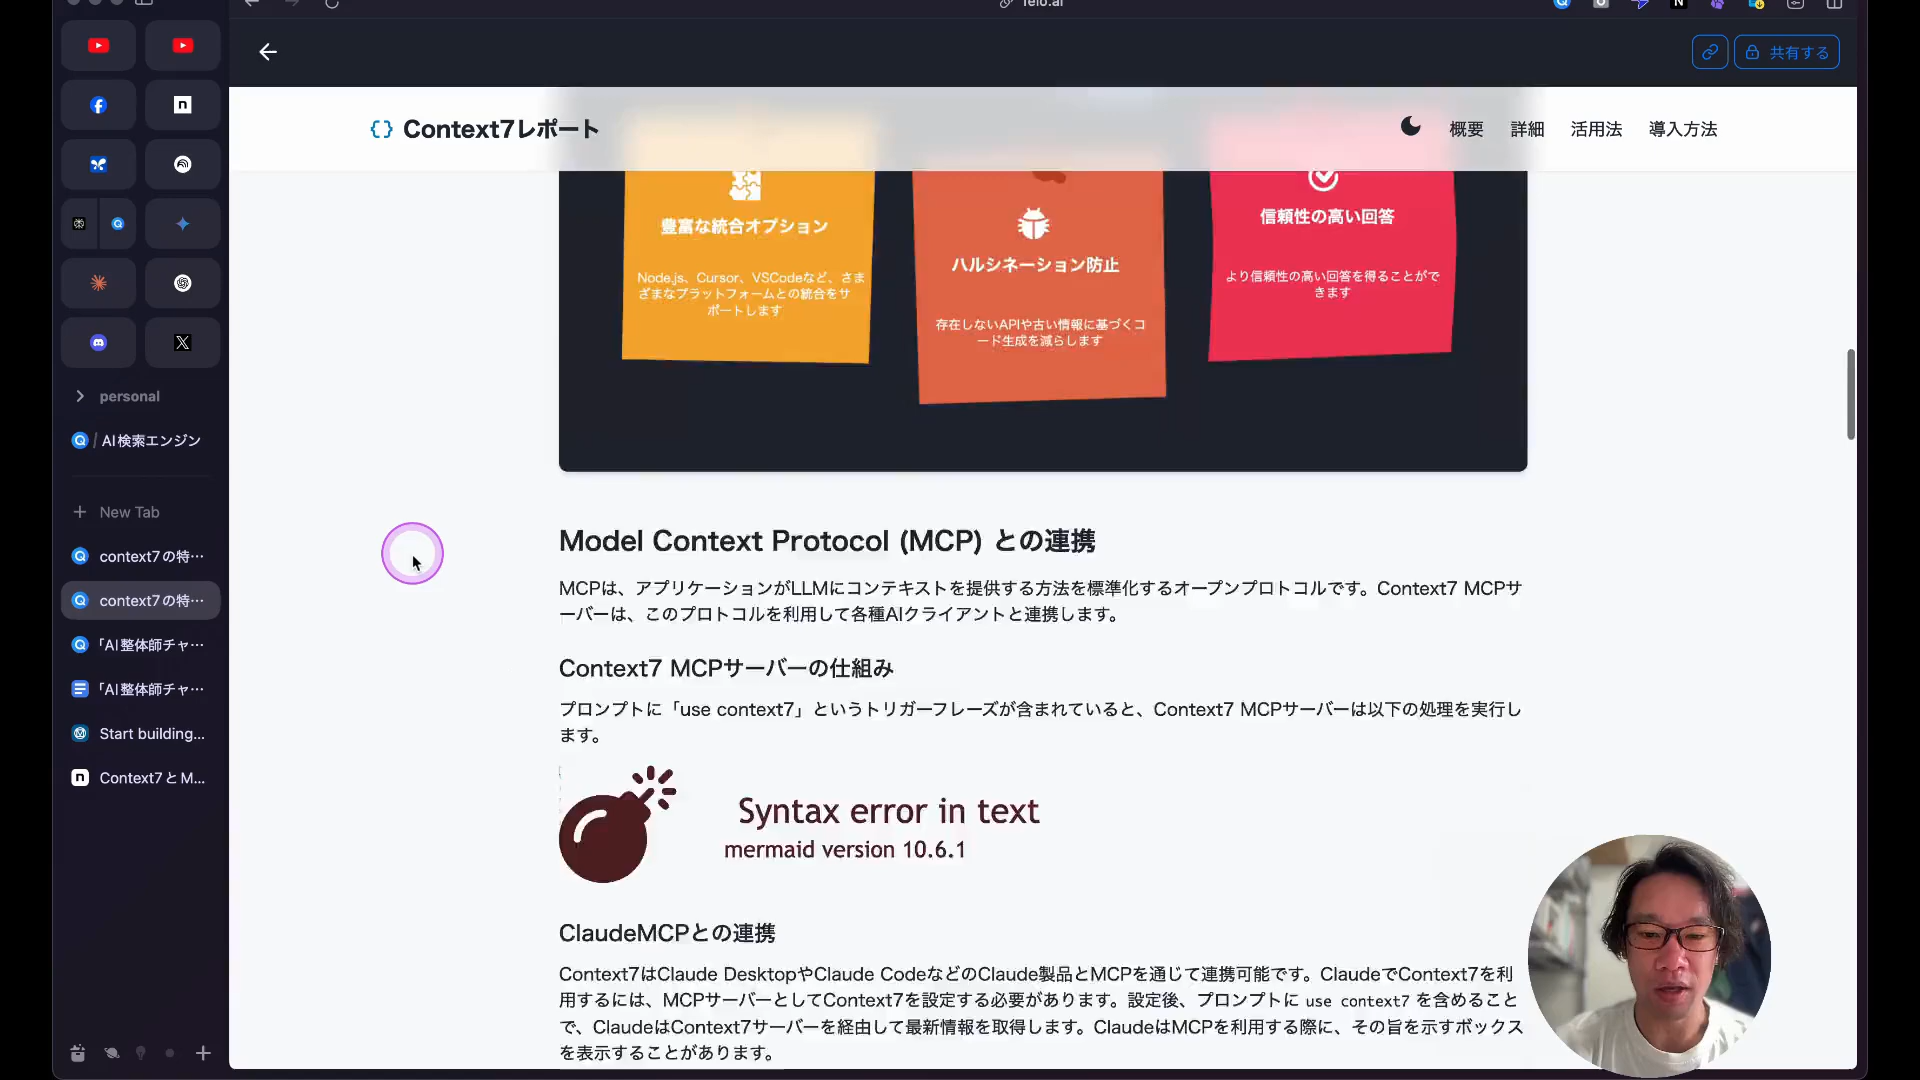 felo.ai
共有する
Context7レポート
概要
詳細
活用法
導入方法
豊富な統合オプション
Node.js、Cursor、VSCodeなど、さま
ざまなプラットフォームとの統合をサ
ポートします
ハルシネーション防止
存在しないAPIや古い情報に基づくコ
ード生成を減らします
信頼性の高い回答
より信頼性の高い回答を得ることがで
きます
personal
/ AI検索エンジン
New Tab
context7の特…
context7の特…
「AI整体師チャ…
「AI整体師チャ…
Start building...
Context7とM...
Model Context Protocol (MCP) との連携
MCPは、アプリケーションがLLMにコンテキストを提供する方法を標準化するオープンプロトコルです。Context7 MCPサ
ーバーは、このプロトコルを利用して各種AIクライアントと連携します。
Context7 MCPサーバーの仕組み
プロンプトに「use context7」というトリガーフレーズが含まれていると、Context7 MCPサーバーは以下の処理を実行し
ます。
Syntax error in text
mermaid version 10.6.1
ClaudeMCPとの連携
Context7はClaude DesktopやClaude CodeなどのClaude製品とMCPを通じて連携可能です。ClaudeでContext7を利
用するには、MCPサーバーとしてContext7を設定する必要があります。設定後、プロンプトに use context7 を含めること
で、ClaudeはContext7サーバーを経由して最新情報を取得します。ClaudeはMCPを利用する際に、その旨を示すボックス
を表示することがあります。